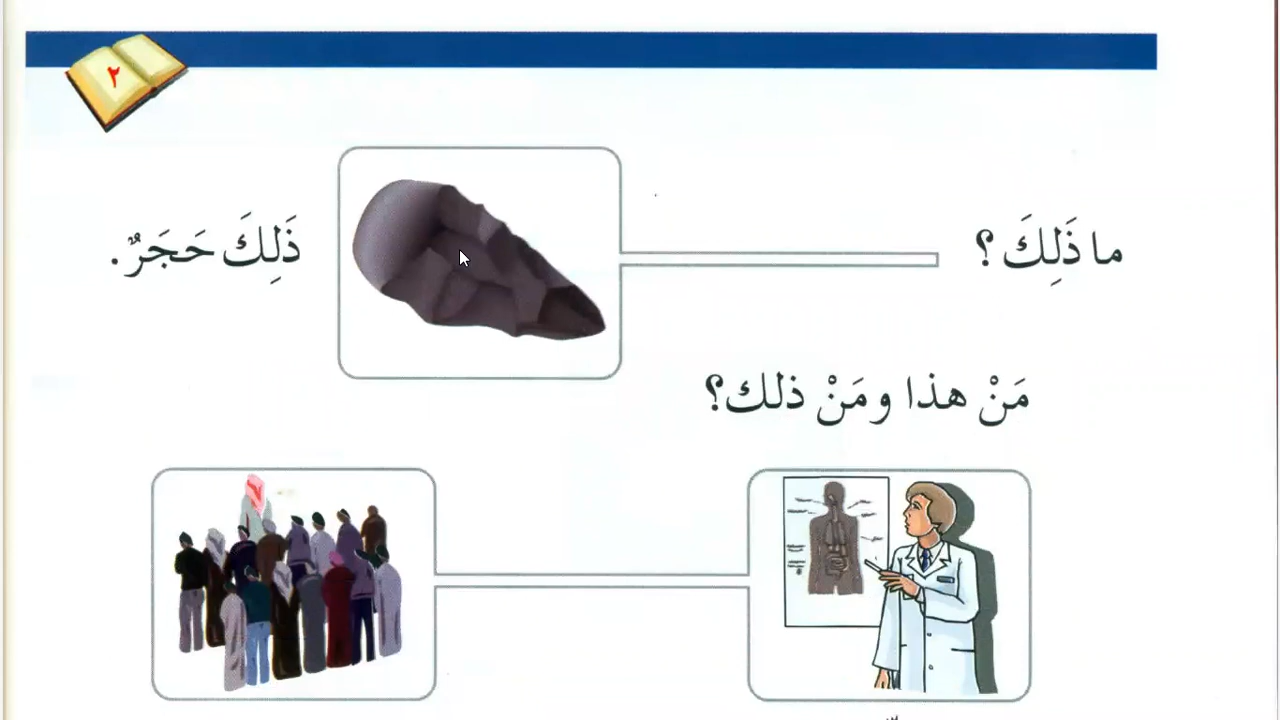 ٢
ما ذَلِكَ ؟
ذَلِكَ حَجَرٌ .
مَنْ هذا ومَنْ ذلك؟